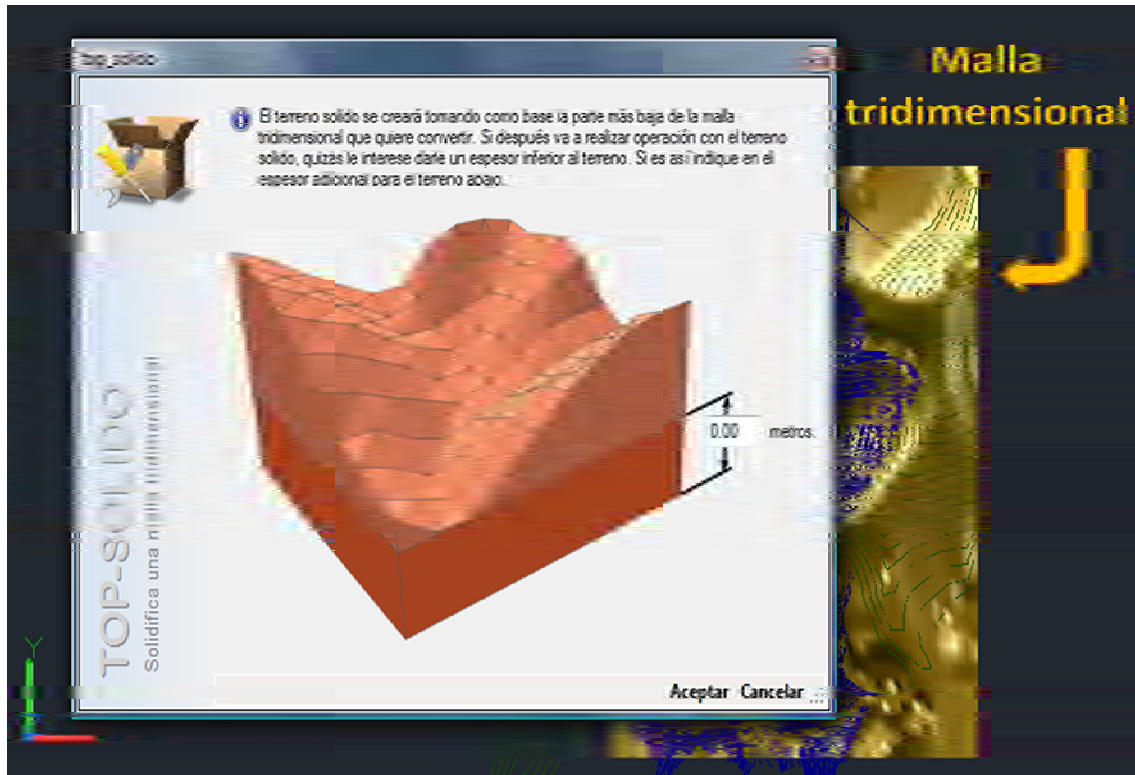 top_solido
Malla
tridimensional
El terreno solido se creará tomando como base la parte más baja de la malla
tridimensional que quiere convertir. Si después va a realizar operación con el terreno
solido, quizás le interese darle un espesor inferior al terreno. Si es así indique en el
espesor adicional para el terreno abajo.
0.00 metros.
TOP-SOLIDO
Solidifica una malla tridimensional
Aceptar Cancelar
Y